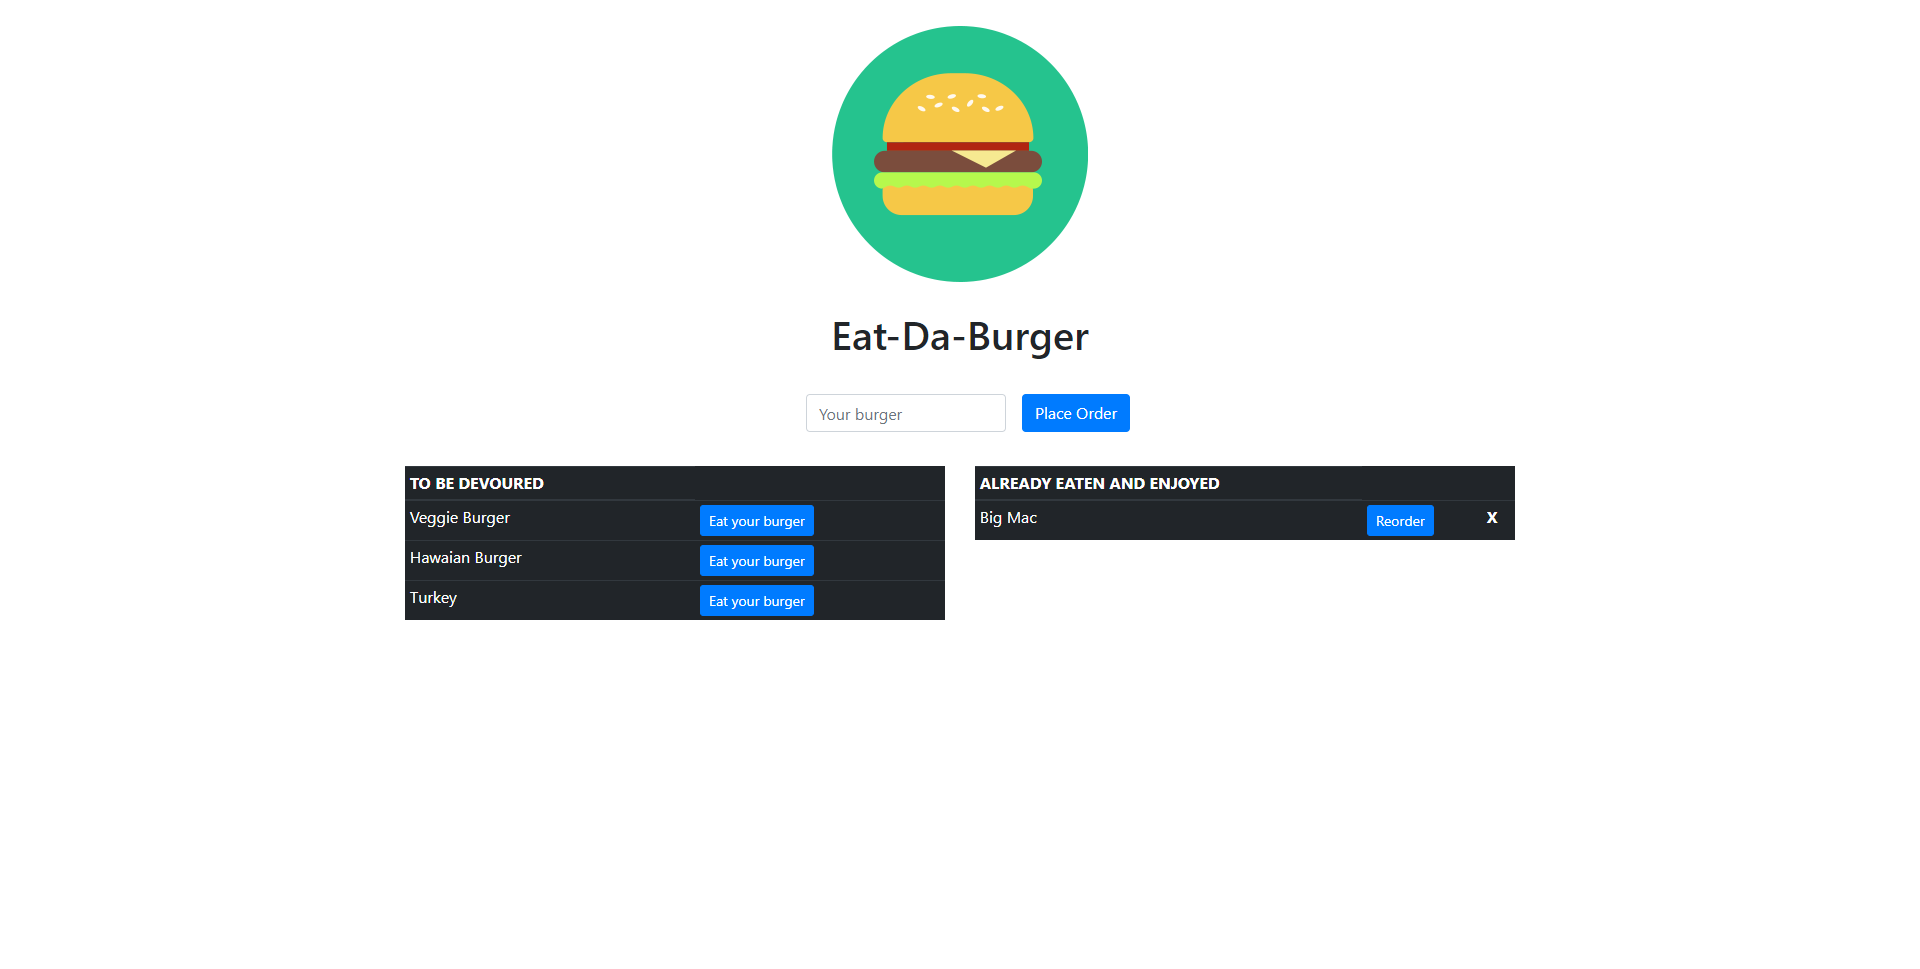 Eat-Da-Burger
Your burger
Place Order
TO BE DEVOURED
Veggie Burger Eat your burger
Hawaian Burger Eat your burger
Turkey Eat your burger
ALREADY EATEN AND ENJOYED
Big Mac Reorder X